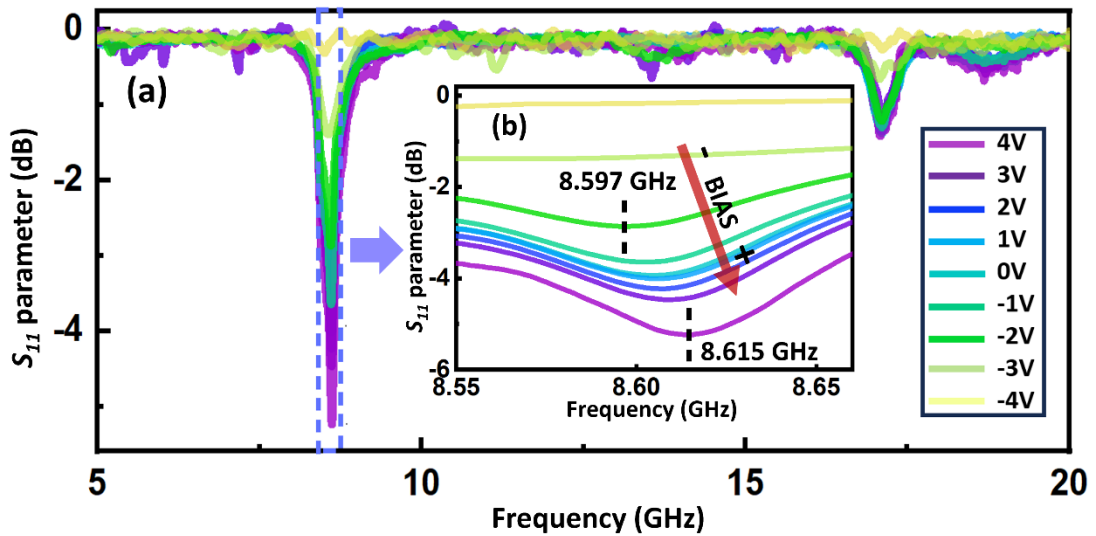 (a)
0
-2
-4
S11 parameter (dB)
5
10
15
20
Frequency (GHz)
(b)
0
-2
-4
-6
S11 parameter (dB)
8.55
8.60
8.65
Frequency (GHz)
8.597 GHz
8.615 GHz
- BIAS +
4V
3V
2V
1V
0V
-1V
-2V
-3V
-4V